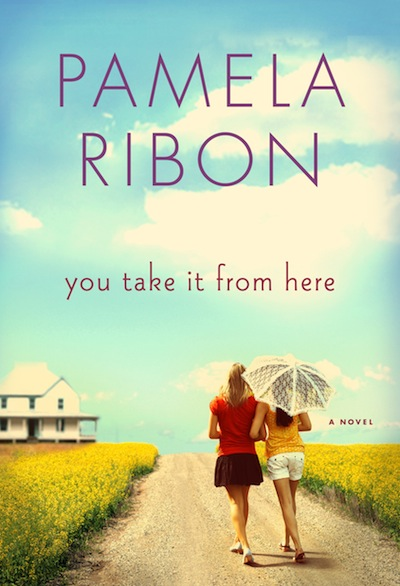 PAMELA
RIBON
you take it from here
A NOVEL